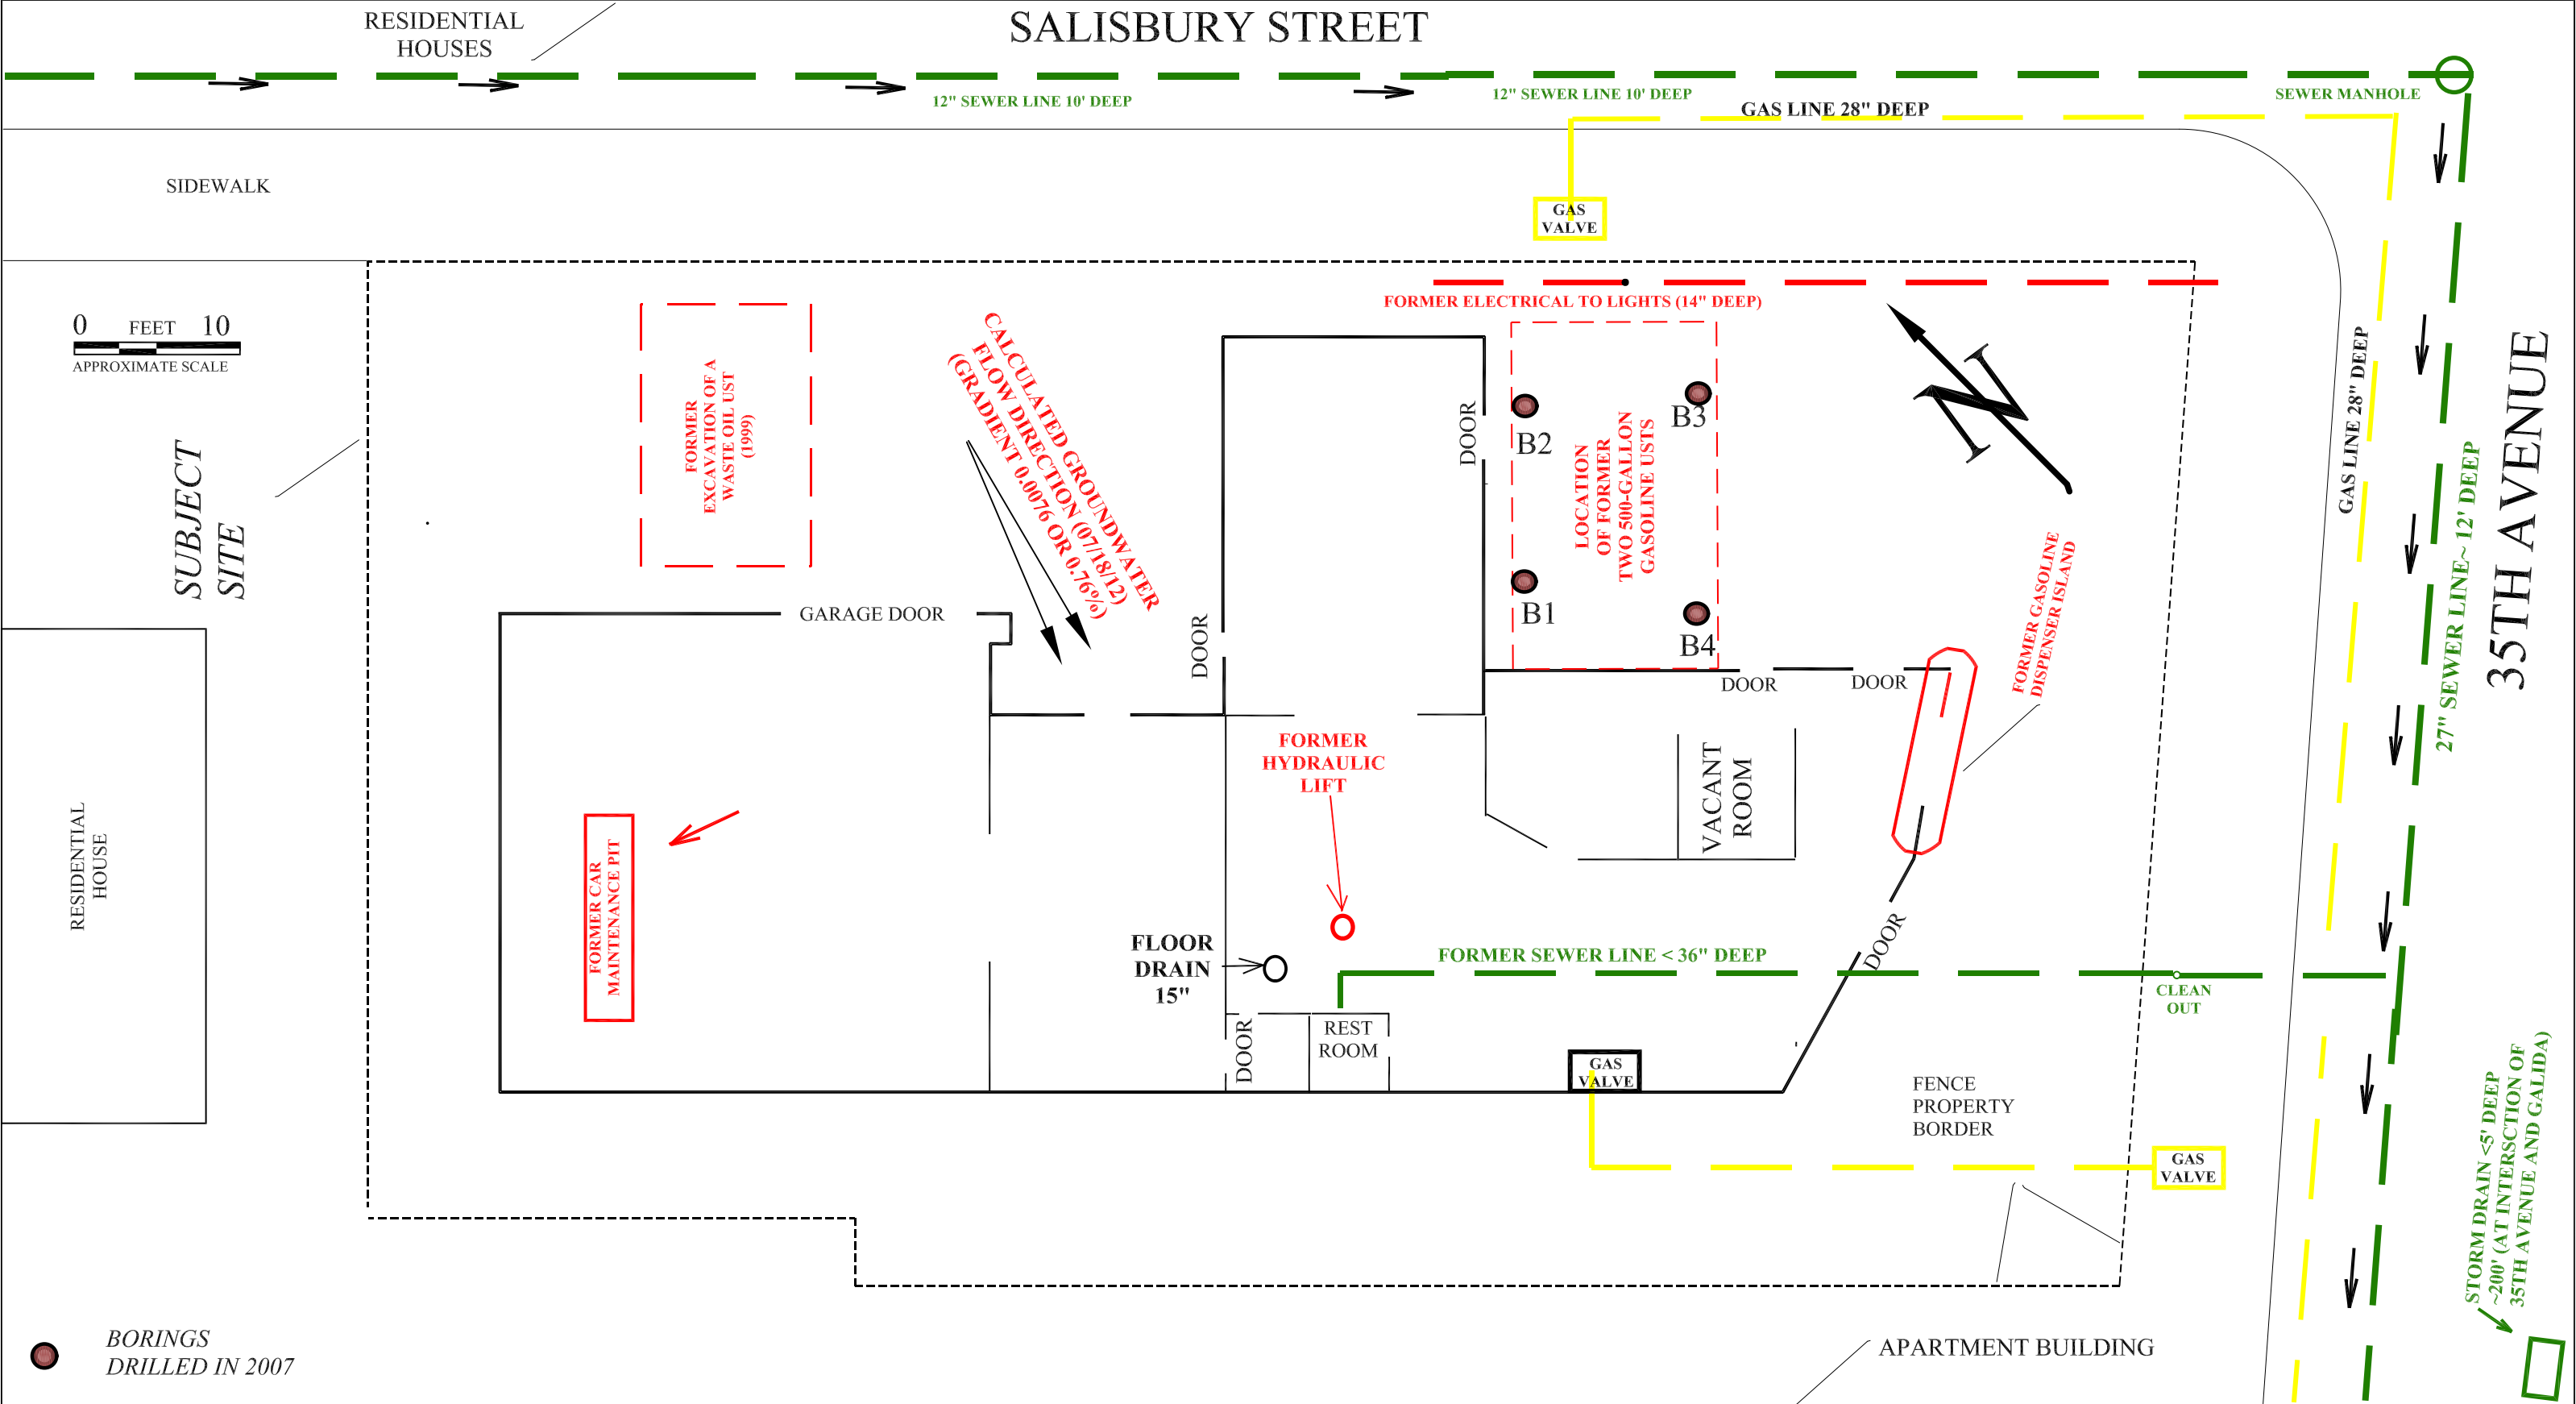 RESIDENTIAL
HOUSES
SALISBURY STREET
12" SEWER LINE 10' DEEP
12" SEWER LINE 10' DEEP
SEWER MANHOLE
GAS LINE 28" DEEP
SIDEWALK
GAS
VALVE
0 FEET 10
APPROXIMATE SCALE
FORMER ELECTRICAL TO LIGHTS (14" DEEP)
SUBJECT
SITE
FORMER
EXCAVATION OF A
WASTE OIL UST
(1999)
CALCULATED GROUNDWATER
FLOW DIRECTION (07/18/12)
(GRADIENT 0.0076 OR 0.76%)
DOOR
B2
B3
LOCATION
OF FORMER
TWO 500-GALLON
GASOLINE USTS
B1
B4
N
GAS LINE 28" DEEP
27" SEWER LINE~ 12' DEEP
35TH AVENUE
FORMER GASOLINE
DISPENSER ISLAND
GARAGE DOOR
DOOR
DOOR
DOOR
RESIDENTIAL
HOUSE
FORMER
HYDRAULIC
LIFT
VACANT
ROOM
FORMER CAR
MAINTENANCE PIT
FLOOR
DRAIN
15"
FORMER SEWER LINE < 36" DEEP
DOOR
CLEAN
OUT
DOOR
REST
ROOM
GAS
VALVE
FENCE
PROPERTY
BORDER
GAS
VALVE
STORM DRAIN <5' DEEP
~200' (AT INTERSCTION OF
35TH AVENUE AND GALIDA)
BORINGS
DRILLED IN 2007
APARTMENT BUILDING